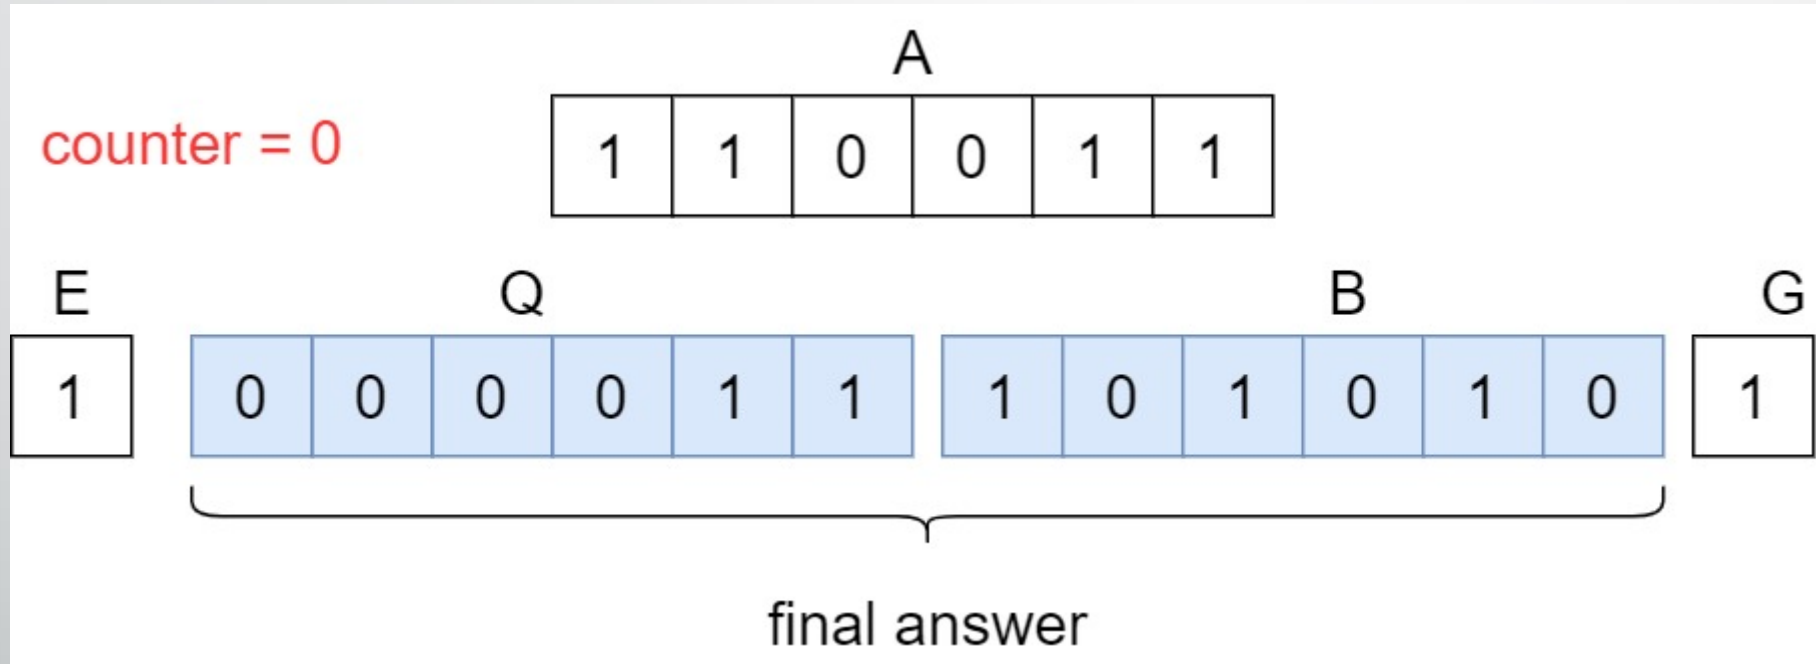 A
counter = 0
1 1 0 0 1 1
E Q B G
1 0 0 0 0 1 1 1 0 1 0 1 0 1
final answer